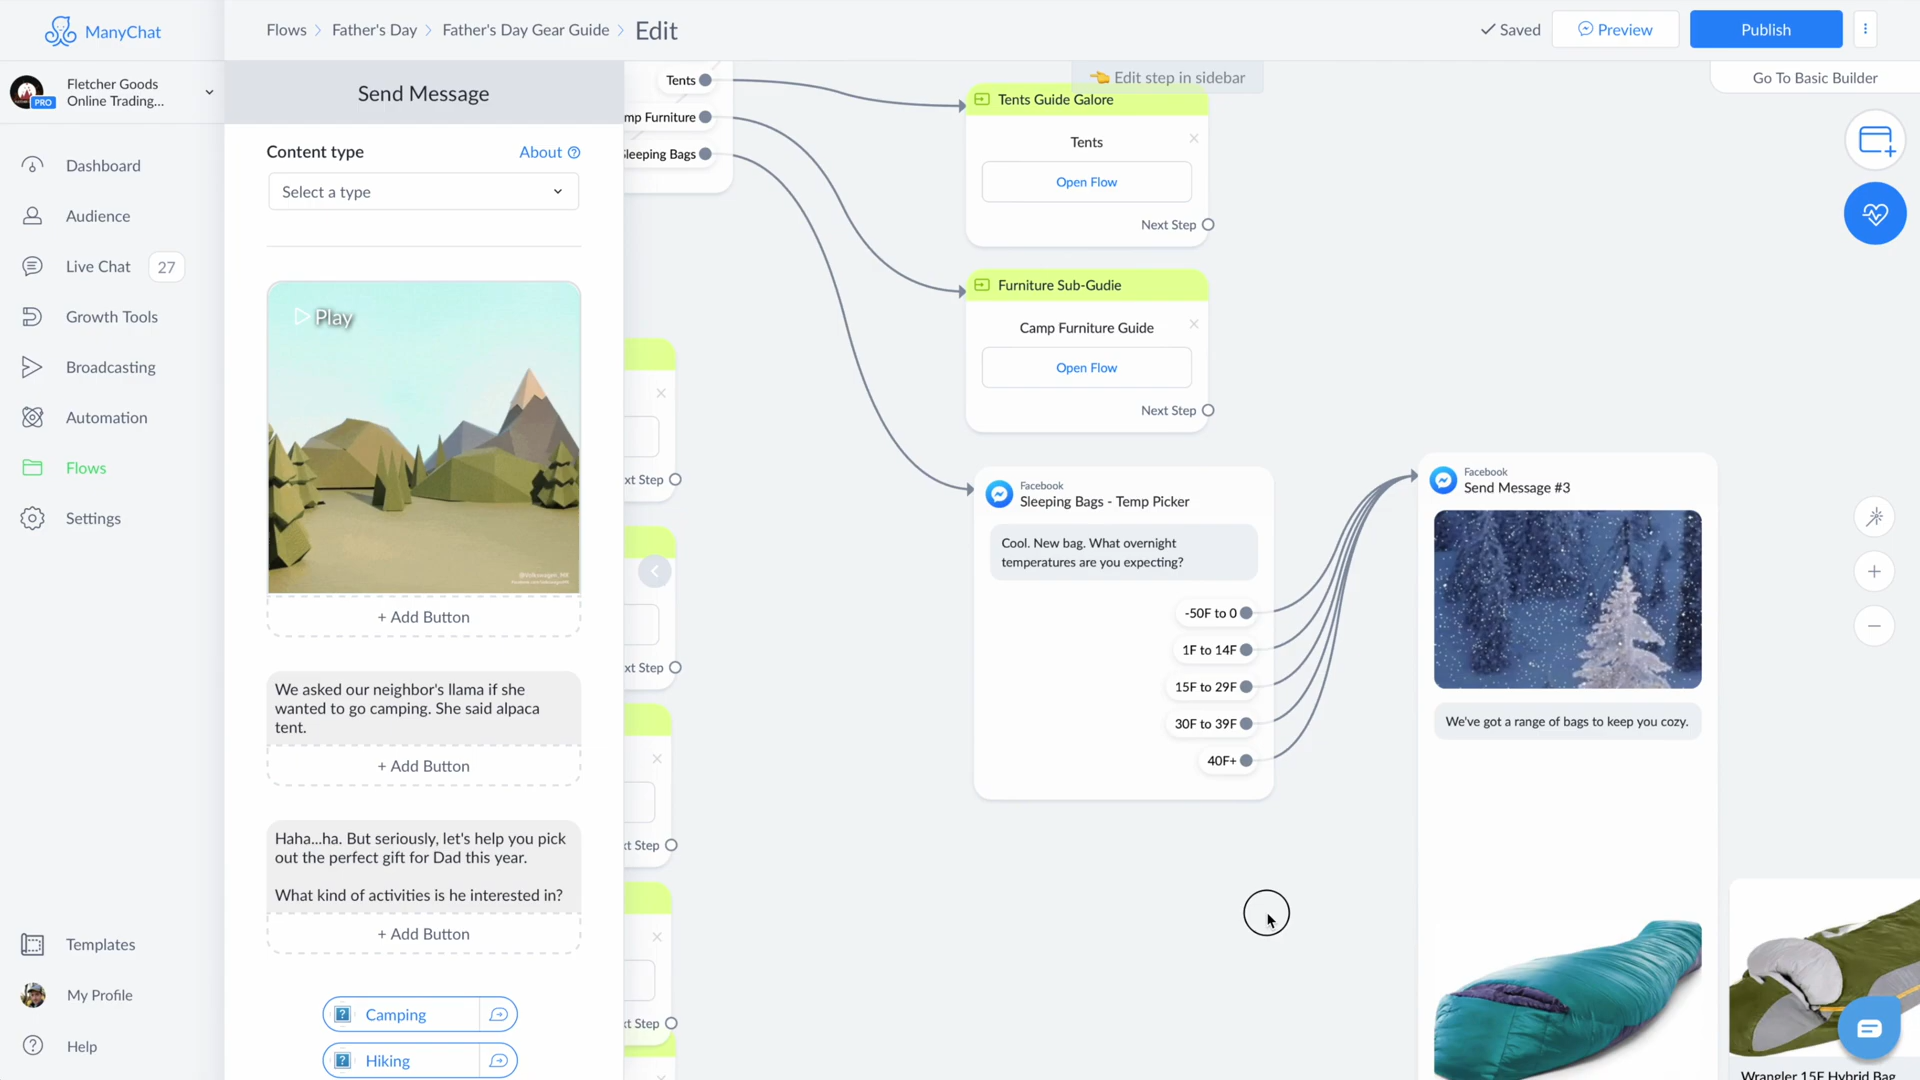 ManyChat
Flows
Father's Day
Father's Day Gear Guide
Edit
Saved
Preview
Publish
Fletcher Goods
Online Trading...
PRO
Send Message
👈 Edit step in sidebar
Go To Basic Builder
Dashboard
Audience
Live Chat
27
Growth Tools
Broadcasting
Automation
Flows
Settings
Templates
My Profile
Help
Content type
About
Select a type
Play
+ Add Button
We asked our neighbor's llama if she
wanted to go camping. She said alpaca
tent.
+ Add Button
Haha...ha. But seriously, let's help you pick
out the perfect gift for Dad this year.
What kind of activities is he interested in?
+ Add Button
Camping
Hiking
Tents
mp Furniture
Sleeping Bags
xt Step
xt Step
xt Step
xt Step
Tents Guide Galore
Tents
Open Flow
Next Step
Furniture Sub-Gudie
Camp Furniture Guide
Open Flow
Next Step
Facebook
Sleeping Bags - Temp Picker
Cool. New bag. What overnight
temperatures are you expecting?
-50F to 0
1F to 14F
15F to 29F
30F to 39F
40F+
Facebook
Send Message #3
We've got a range of bags to keep you cozy.
Wrangler 15F Hybrid Bag